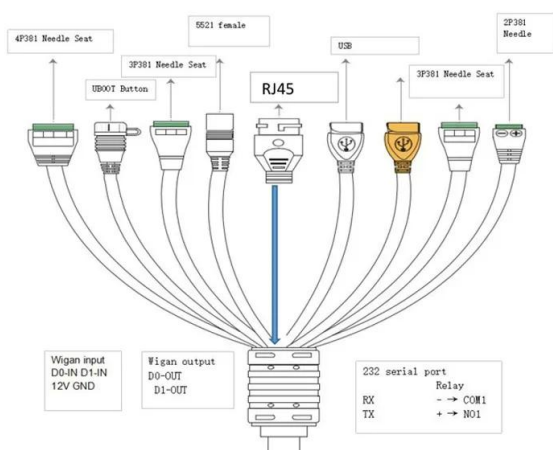 5521 female
2P381
Needle
4P381 Needle Seat
USB
3P381 Needle Seat
3P381 Needle Seat
UBOOT Button
RJ45
- +
Wigan input
D0-IN D1-IN
12V GND
Wigan output
D0-OUT
D1-OUT
232 serial port
Relay
RX - → COM1
TX + → NO1